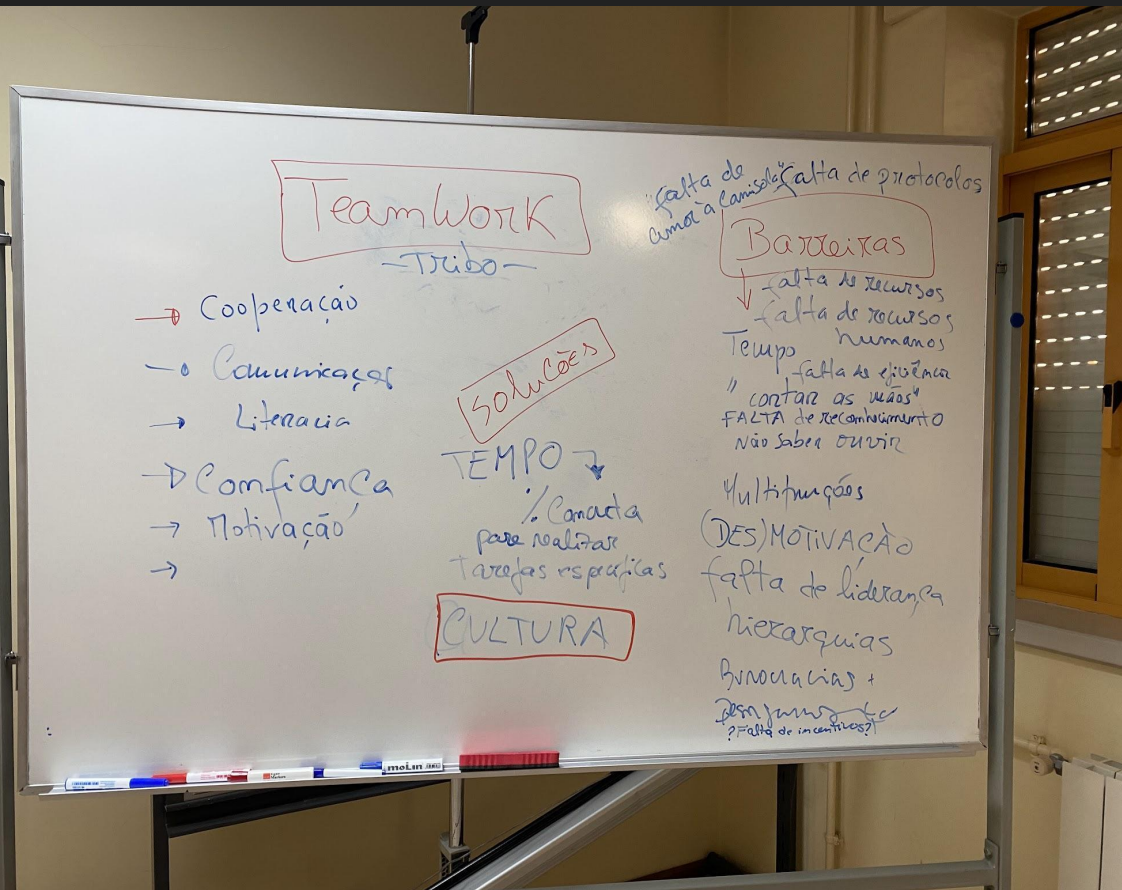 TeamWork
-Tribo-
→ Cooperação
→ Comunicação
→ Literacia
→ Confiança
→ Motivação
→
Soluções
TEMPO
% Concreta
para realizar
Tarefas específicas
CULTURA
"falta de
amor à camisola"
falta de protocolos
Barreiras
falta de recursos
falta de recursos
humanos
Tempo
falta de
" contar as mãos"
FALTA de reconhecimento
Não saber ouvir
Multifunções
(DES)MOTIVAÇÃO
falta de liderança
hierarquias
Burocracias +
?Falta de incentivos?
molin